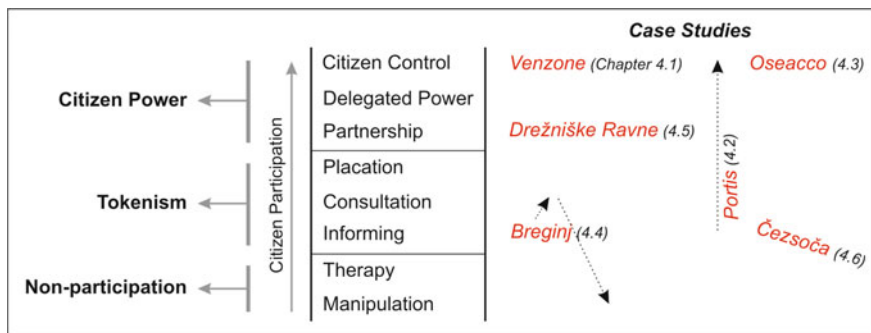 Case Studies
Citizen Power
Tokenism
Non-participation
Citizen Participation
Citizen Control
Delegated Power
Partnership
Placation
Consultation
Informing
Therapy
Manipulation
Venzone (Chapter 4.1)
Oseacco (4.3)
Drežniške Ravne (4.5)
Portis (4.2)
Breginj (4.4)
Čezsoča (4.6)